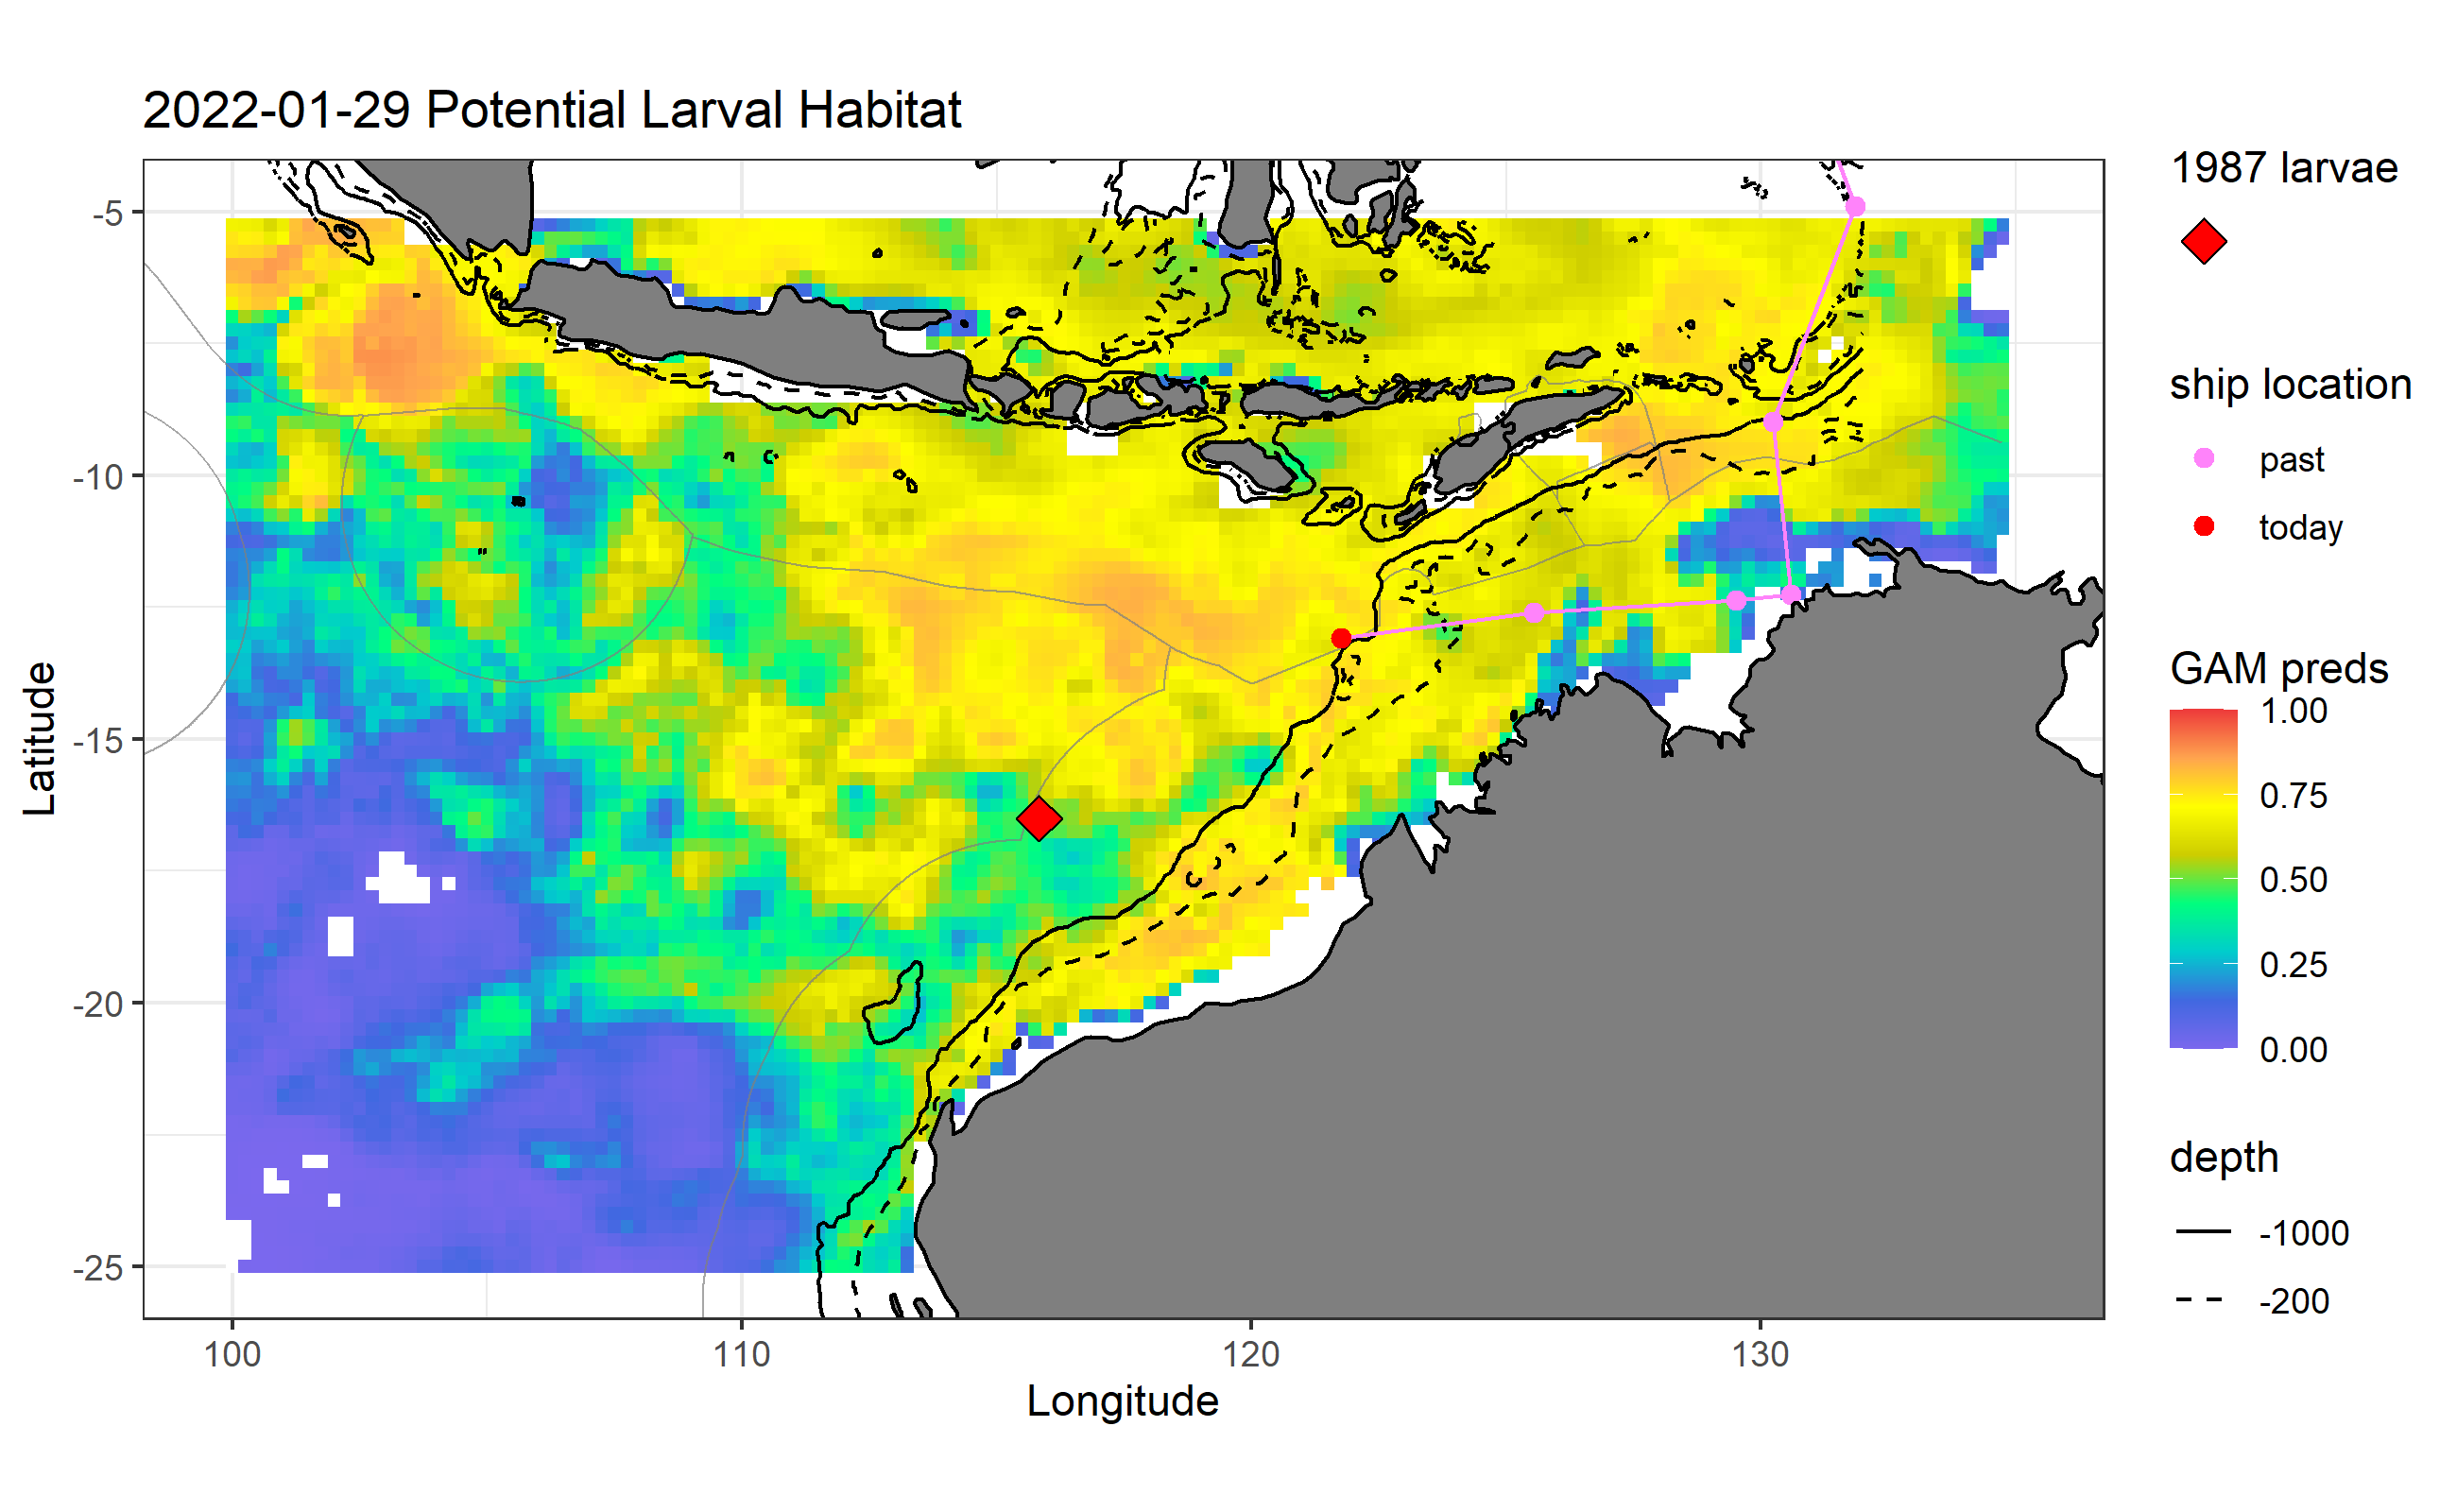 2022-01-29 Potential Larval Habitat
-5
-10
-15
-20
-25
Latitude
100
110
120
130
Longitude
1987 larvae
ship location
past
today
GAM preds
1.00
0.75
0.50
0.25
0.00
depth
-1000
-200